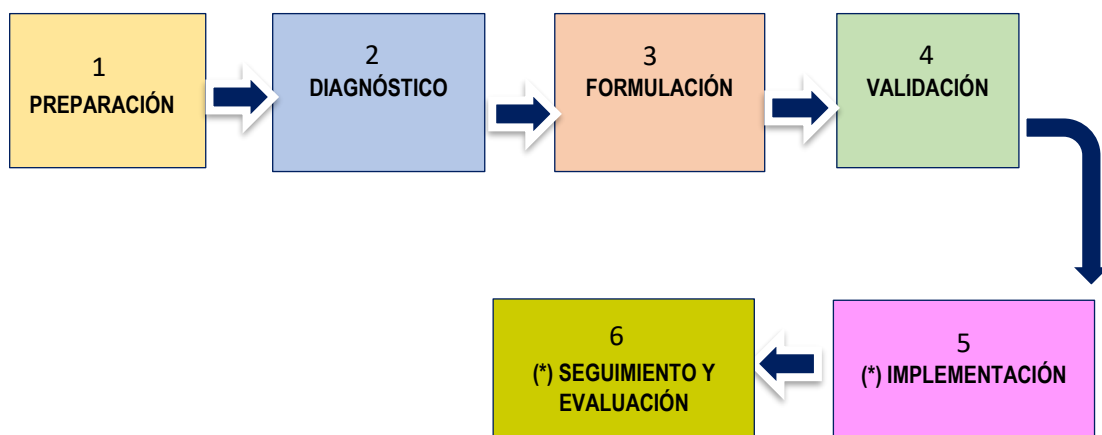 1
PREPARACIÓN
2
DIAGNÓSTICO
3
FORMULACIÓN
4
VALIDACIÓN
5
(*) IMPLEMENTACIÓN
6
(*) SEGUIMIENTO Y
EVALUACIÓN